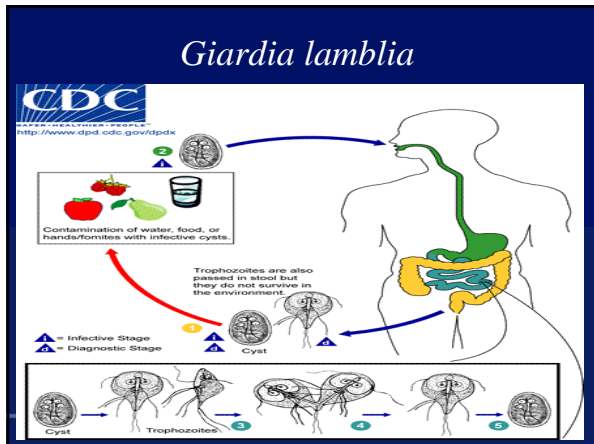 Giardia lamblia
CDC
SAFER • HEALTHIER • PEOPLE™
http://www.dpd.cdc.gov/dpdx
2
i
Contamination of water, food, or
hands/fomites with infective cysts.
Trophozoites are also
passed in stool but
they do not survive in
the environment.
1
i
d
Cyst
d
i = Infective Stage
d = Diagnostic Stage
Cyst
Trophozoites
3
4
5